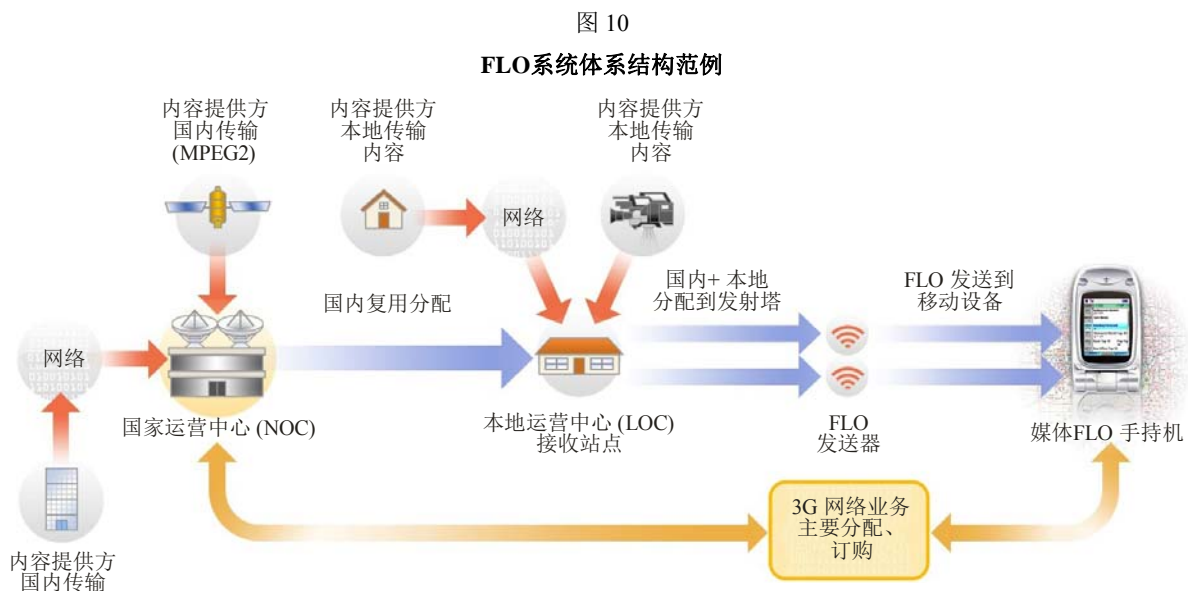 图 10
FLO系统体系结构范例
内容提供方
国内传输
(MPEG2)
内容提供方
本地传输
内容
内容提供方
本地传输
内容
网络
国内复用分配
国内+ 本地
分配到发射塔
FLO 发送到
移动设备
网络
国家运营中心 (NOC)
本地运营中心 (LOC)
接收站点
FLO
发送器
媒体FLO 手持机
3G 网络业务
主要分配、
订购
内容提供方
国内传输